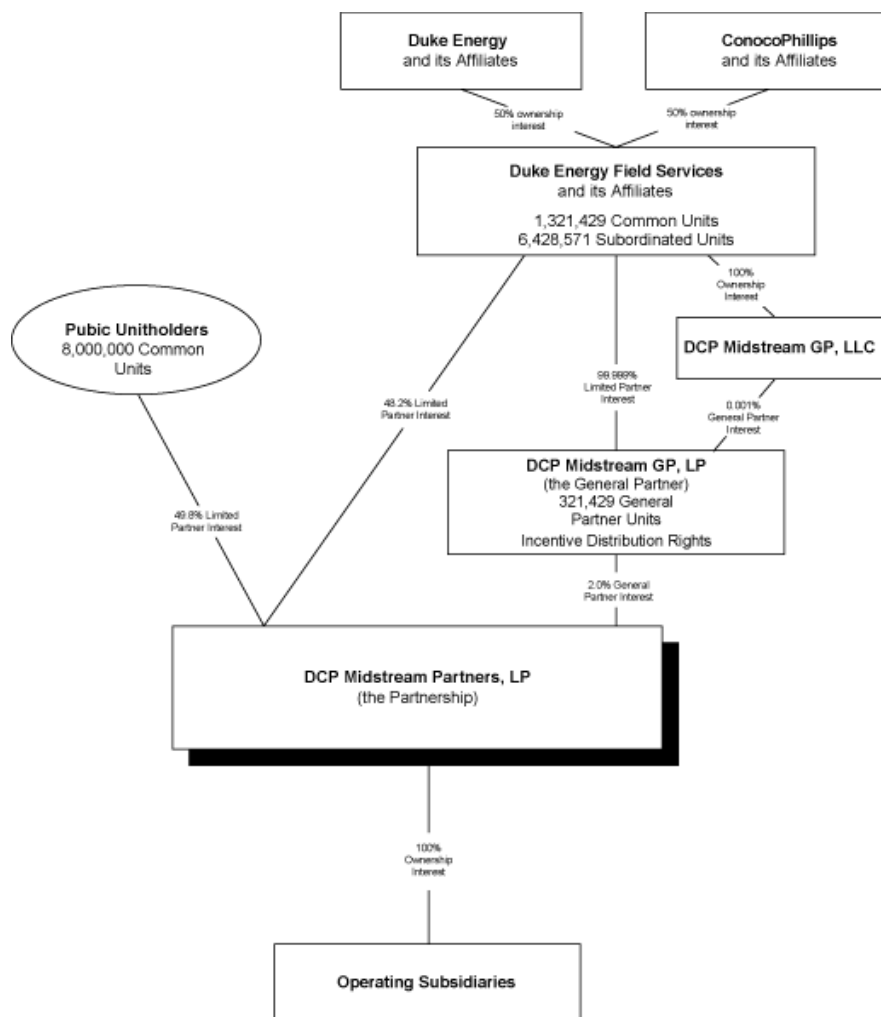 Duke Energy
and its Affiliates
ConocoPhillips
and its Affiliates
50% ownership
interest
50% ownership
interest
Duke Energy Field Services
and its Affiliates
1,321,429 Common Units
6,428,571 Subordinated Units
100%
Ownership
Interest
Pubic Unitholders
8,000,000 Common
Units
DCP Midstream GP, LLC
99.999%
Limited Partner
Interest
48.2% Limited
Partner Interest
0.001%
General Partner
Interest
DCP Midstream GP, LP
(the General Partner)
321,429 General
Partner Units
Incentive Distribution Rights
49.8% Limited
Partner Interest
2.0% General
Partner Interest
DCP Midstream Partners, LP
(the Partnership)
100%
Ownership
Interest
Operating Subsidiaries